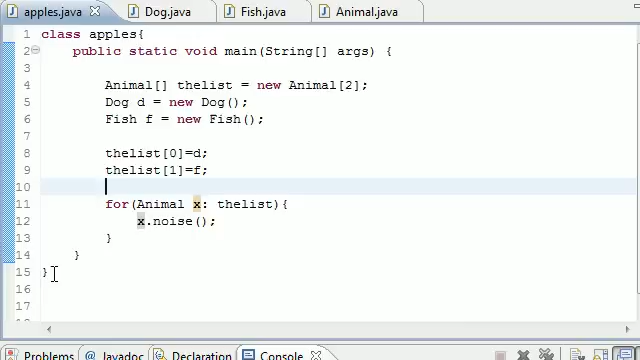 apples.java Dog.java Fish.java Animal.java
1 class apples{
2 public static void main(String[] args) {
3
4 Animal[] thelist = new Animal[2];
5 Dog d = new Dog();
6 Fish f = new Fish();
7
8 thelist[0]=d;
9 thelist[1]=f;
10
11 for(Animal x: thelist){
12 x.noise();
13 }
14 }
15 }
16
17
Problems @ Javadoc Declaration Console